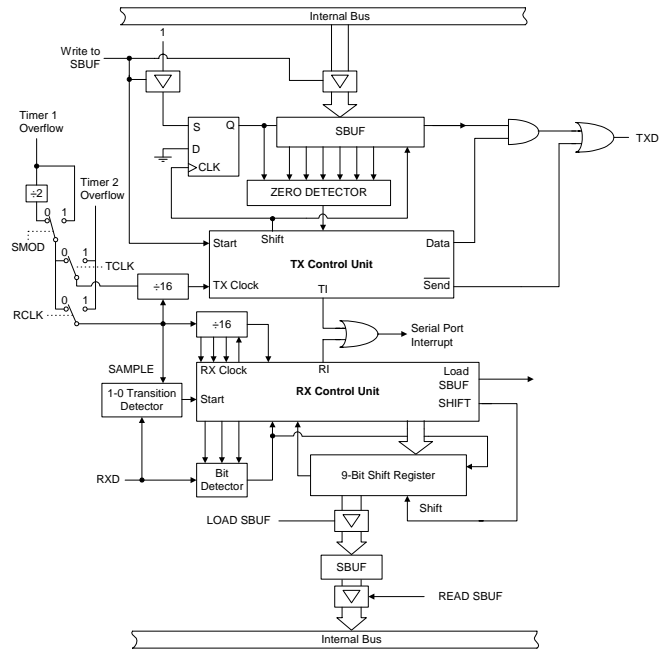 Internal Bus
1
Write to
SBUF
Timer 1
Overflow
S
Q
D
CLK
SBUF
TXD
÷2
Timer 2
Overflow
ZERO DETECTOR
0
1
SMOD
Shift
0
1
TCLK
Start
Data
TX Control Unit
÷16
TX Clock
Send
TI
0
1
RCLK
÷16
Serial Port
Interrupt
SAMPLE
RX Clock
RI
Load
SBUF
1-0 Transition
Detector
Start
RX Control Unit
SHIFT
RXD
Bit
Detector
9-Bit Shift Register
Shift
LOAD SBUF
SBUF
READ SBUF
Internal Bus